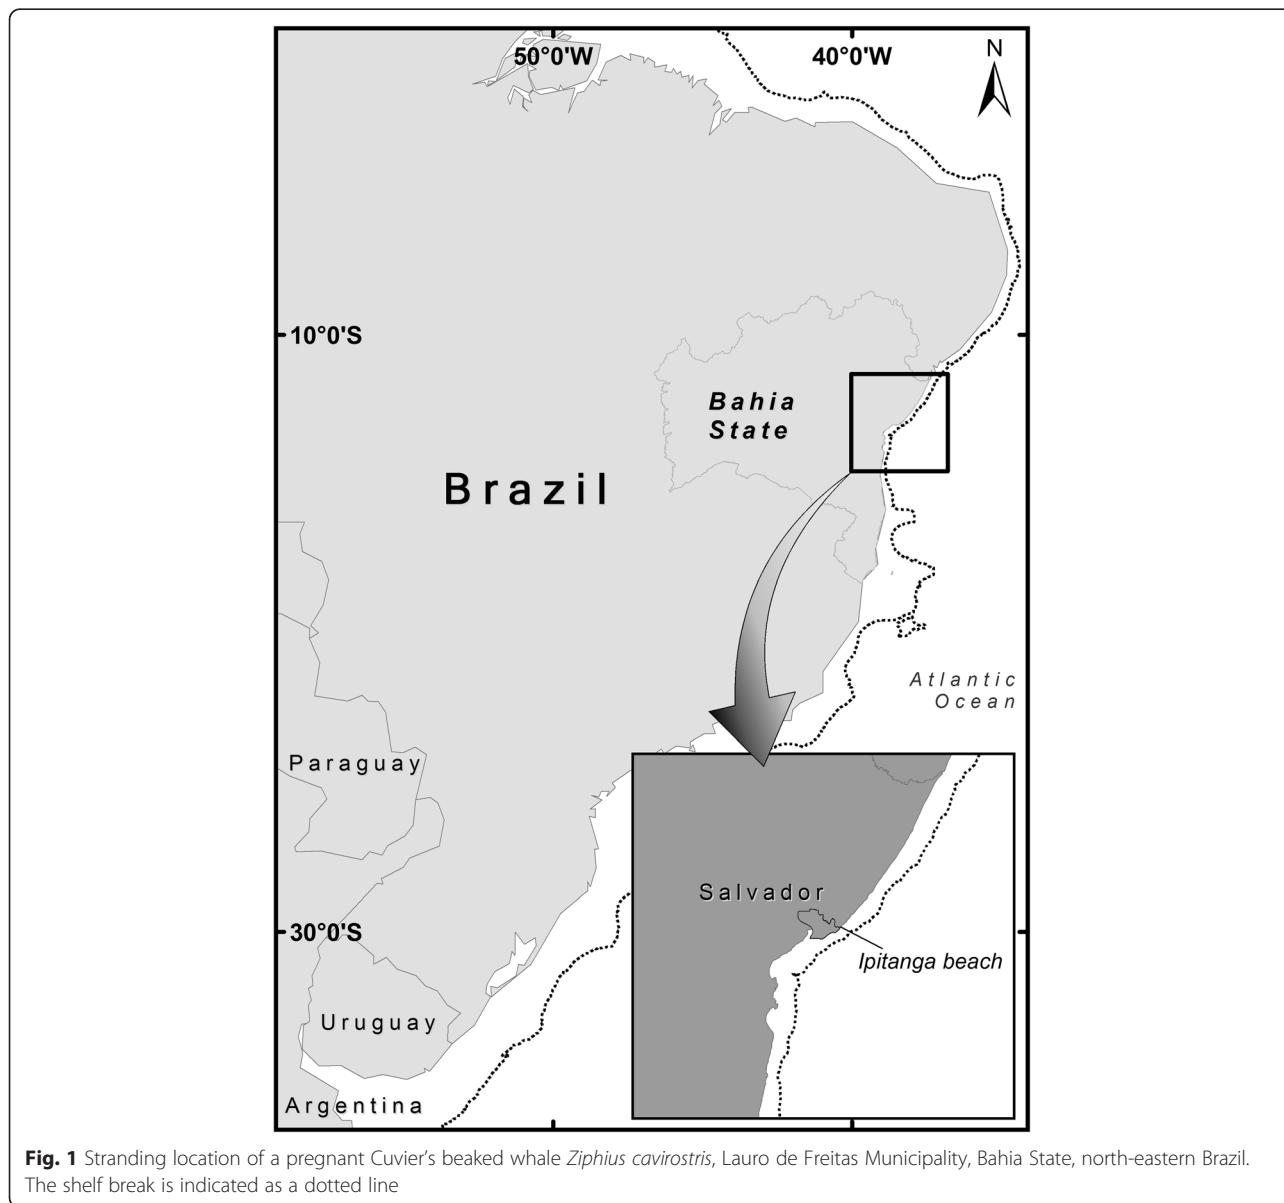 50°0'W
40°0'W
N
10°0'S
Bahia
State
Brazil
Atlantic
Ocean
Paraguay
Salvador
30°0'S
Ipitanga beach
Uruguay
Argentina
Fig. 1 Stranding location of a pregnant Cuvier's beaked whale Ziphius cavirostris, Lauro de Freitas Municipality, Bahia State, north-eastern Brazil.
The shelf break is indicated as a dotted line